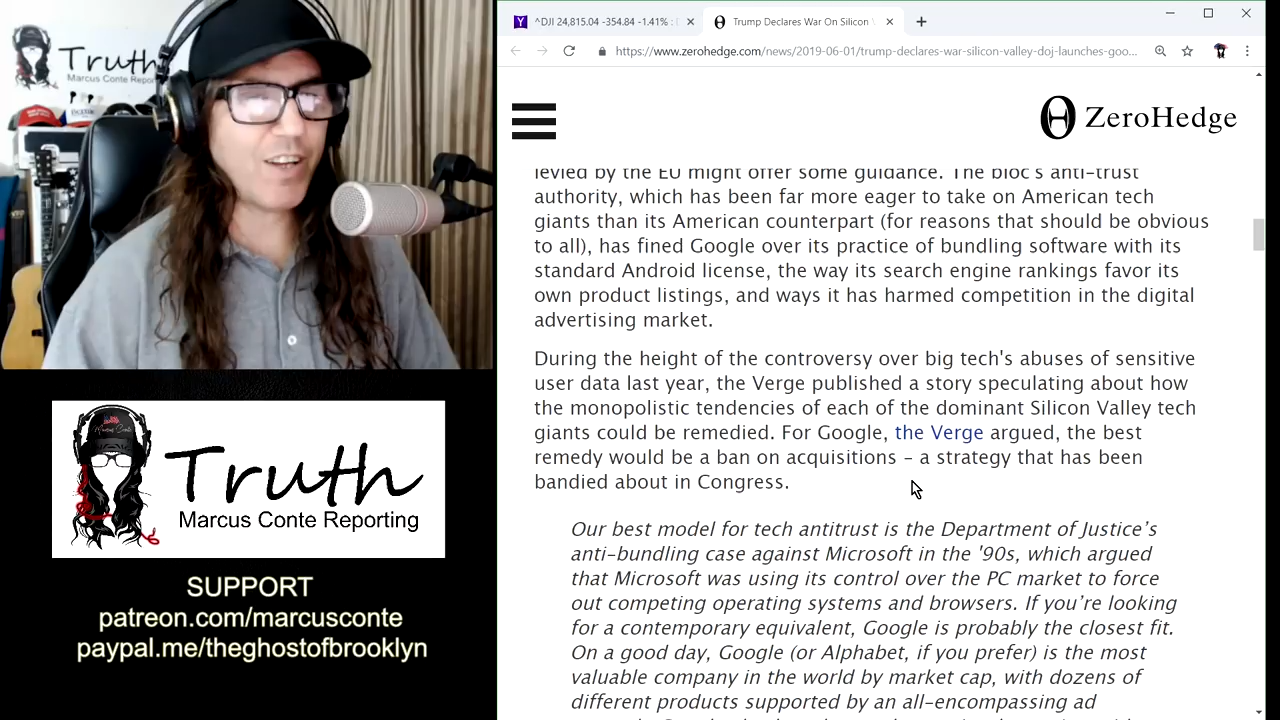 Truth
Marcus Conte Repor
^DJI 24,815.04 -354.84 -1.41% :
Trump Declares War On Silicon
https://www.zerohedge.com/news/2019-06-01/trump-declares-war-silicon-valley-doj-launches-goo...
ZeroHedge
levied by the EU might offer some guidance. The bloc's anti-trust
authority, which has been far more eager to take on American tech
giants than its American counterpart (for reasons that should be obvious
to all), has fined Google over its practice of bundling software with its
standard Android license, the way its search engine rankings favor its
own product listings, and ways it has harmed competition in the digital
advertising market.
During the height of the controversy over big tech's abuses of sensitive
user data last year, the Verge published a story speculating about how
the monopolistic tendencies of each of the dominant Silicon Valley tech
giants could be remedied. For Google, the Verge argued, the best
remedy would be a ban on acquisitions – a strategy that has been
bandied about in Congress.
Our best model for tech antitrust is the Department of Justice’s
anti-bundling case against Microsoft in the '90s, which argued
that Microsoft was using its control over the PC market to force
out competing operating systems and browsers. If you’re looking
for a contemporary equivalent, Google is probably the closest fit.
On a good day, Google (or Alphabet, if you prefer) is the most
valuable company in the world by market cap, with dozens of
different products supported by an all-encompassing ad
Truth
Marcus Conte Reporting
SUPPORT
patreon.com/marcusconte
paypal.me/theghostofbrooklyn